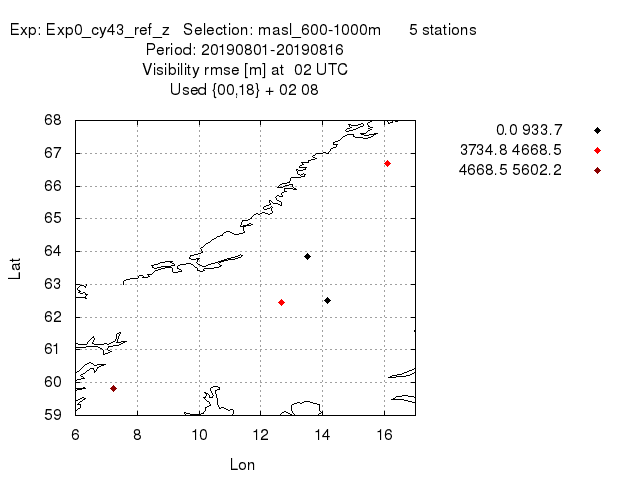 Exp: Exp0_cy43_ref_z Selection: masl_600-1000m 5 stations
Period: 20190801-20190816
Visibility rmse [m] at 02 UTC
Used {00,18} + 02 08
0.0 933.7
3734.8 4668.5
4668.5 5602.2
68
67
66
65
64
63
62
61
60
59
Lat
6 8 10 12 14 16
Lon